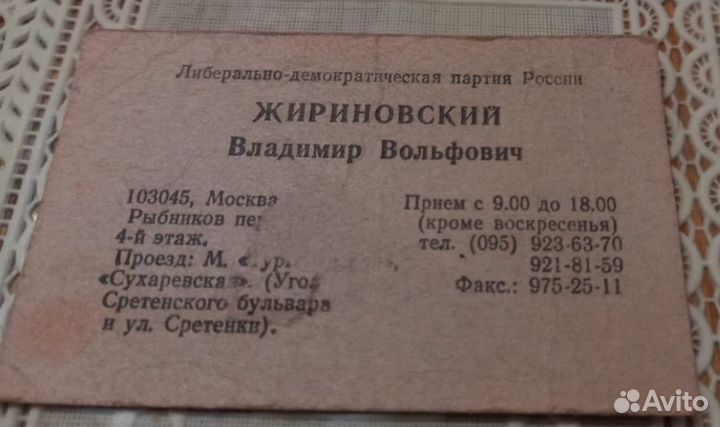 Либерально-демократическая партия России
ЖИРИНОВСКИЙ
Владимир Вольфович
103045, Москва
Рыбников пер
4-й этаж.
Проезд: М.
«Сухаревская». (Угол
Сретенского бульвара
и ул. Сретенки).
Прием с 9.00 до 18.00
(кроме воскресенья)
тел. (095) 923-63-70
921-81-59
Факс.: 975-25-11
Avito